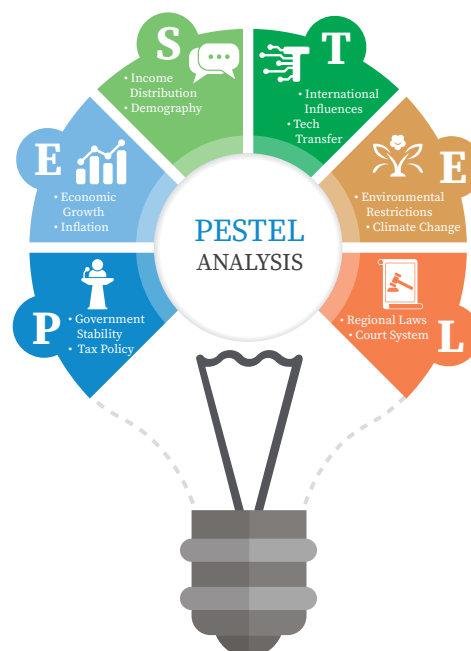 S
• Income
Distribution
• Demography
T
• International
Influences
• Tech
Transfer
E
• Economic
Growth
• Inflation
E
• Environmental
Restrictions
• Climate Change
PESTEL
ANALYSIS
P
• Government
Stability
• Tax Policy
L
• Regional Laws
• Court System